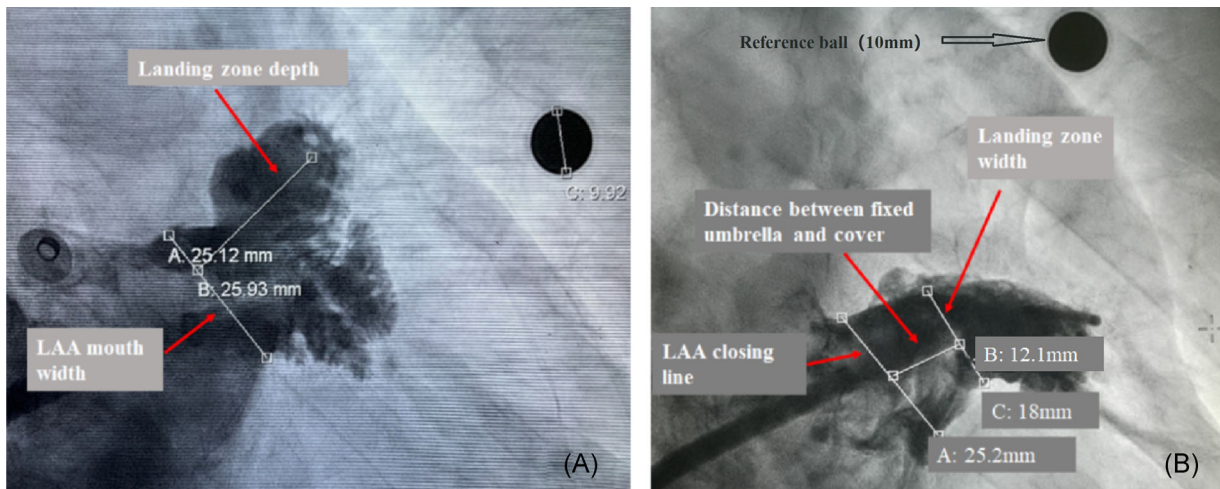 Landing zone depth
C: 9.92
A: 25.12 mm
B: 25.93 mm
LAA mouth
width
(A)
Reference ball (10mm)
Landing zone
width
Distance between fixed
umbrella and cover
LAA closing
line
B: 12.1mm
C: 18mm
A: 25.2mm
(B)